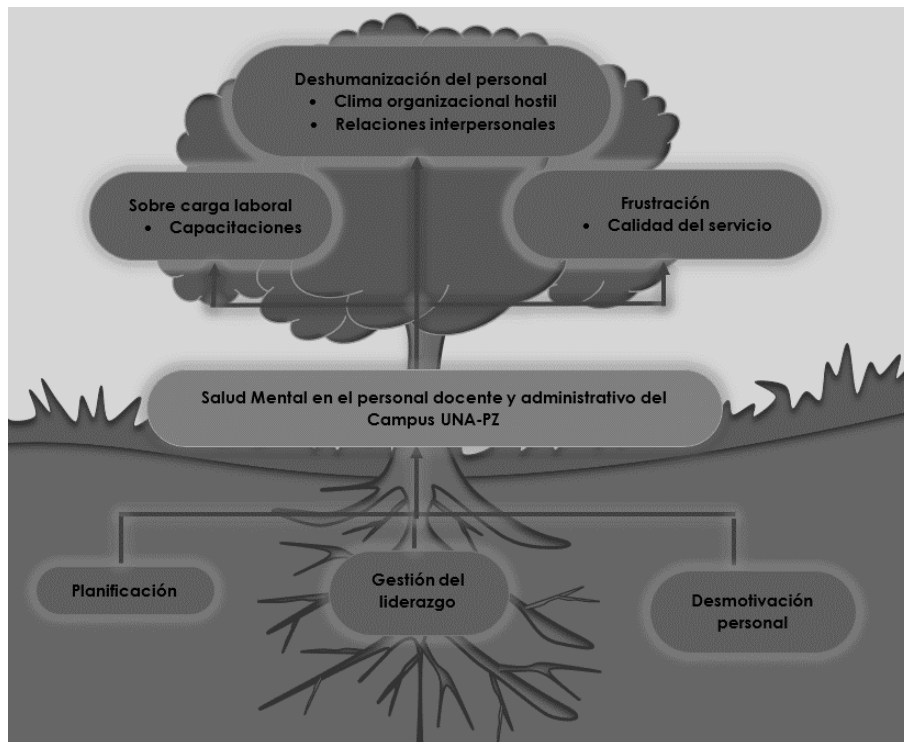 Deshumanización del personal
• Clima organizacional hostil
• Relaciones interpersonales
Sobre carga laboral
• Capacitaciones
Frustración
• Calidad del servicio
Salud Mental en el personal docente y administrativo del
Campus UNA-PZ
Planificación
Gestión del
liderazgo
Desmotivación
personal